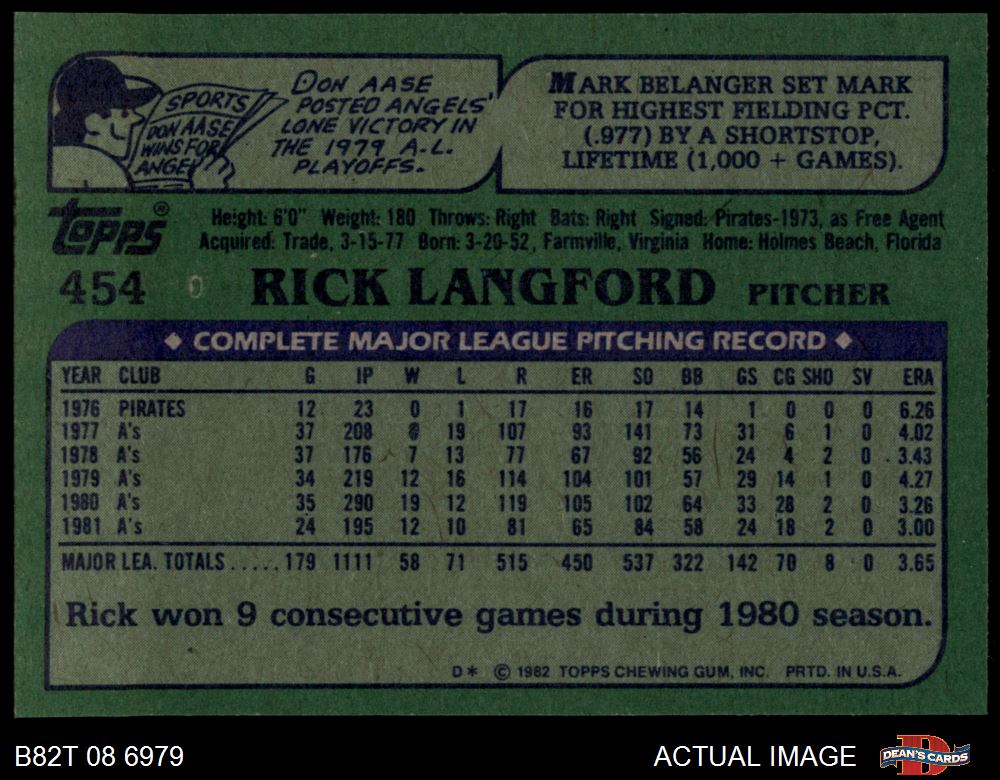 SPORTS
DON AASE
WINS FOR
ANGEL
DON AASE
POSTED ANGELS'
LONE VICTORY IN
THE 1979 A.L.
PLAYOFFS.
MARK BELANGER SET MARK
FOR HIGHEST FIELDING PCT.
(.977) BY A SHORTSTOP,
LIFETIME (1,000 + GAMES).
TOPPS®
Height: 6'0" Weight: 180 Throws: Right Bats: Right Signed: Pirates-1973, as Free Agent
Acquired: Trade, 3-15-77 Born: 3-20-52, Farmville, Virginia Home: Holmes Beach, Florida
454 RICK LANGFORD PITCHER
◆ COMPLETE MAJOR LEAGUE PITCHING RECORD ◆
YEAR CLUB G IP W L R ER SO BB GS CG SHO SV ERA
1976 PIRATES 12 23 0 1 17 16 17 14 1 0 0 0 6.26
1977 A's 37 208 19 107 93 141 73 31 6 1 0 4.02
1978 A's 37 176 7 13 77 67 92 56 24 4 2 0 3.43
1979 A's 34 219 12 16 114 104 101 57 29 14 1 0 4.27
1980 A's 35 290 19 12 119 105 102 64 33 28 2 0 3.26
1981 A's 24 195 12 10 81 65 84 58 24 18 2 0 3.00
MAJOR LEA. TOTALS.....179 1111 58 71 515 450 537 322 142 70 8 0 3.65
Rick won 9 consecutive games during 1980 season.
D* © 1982 TOPPS CHEWING GUM, INC. PRTD. IN U.S.A.
B82T 08 6979 ACTUAL IMAGE DEAN'S CARDS